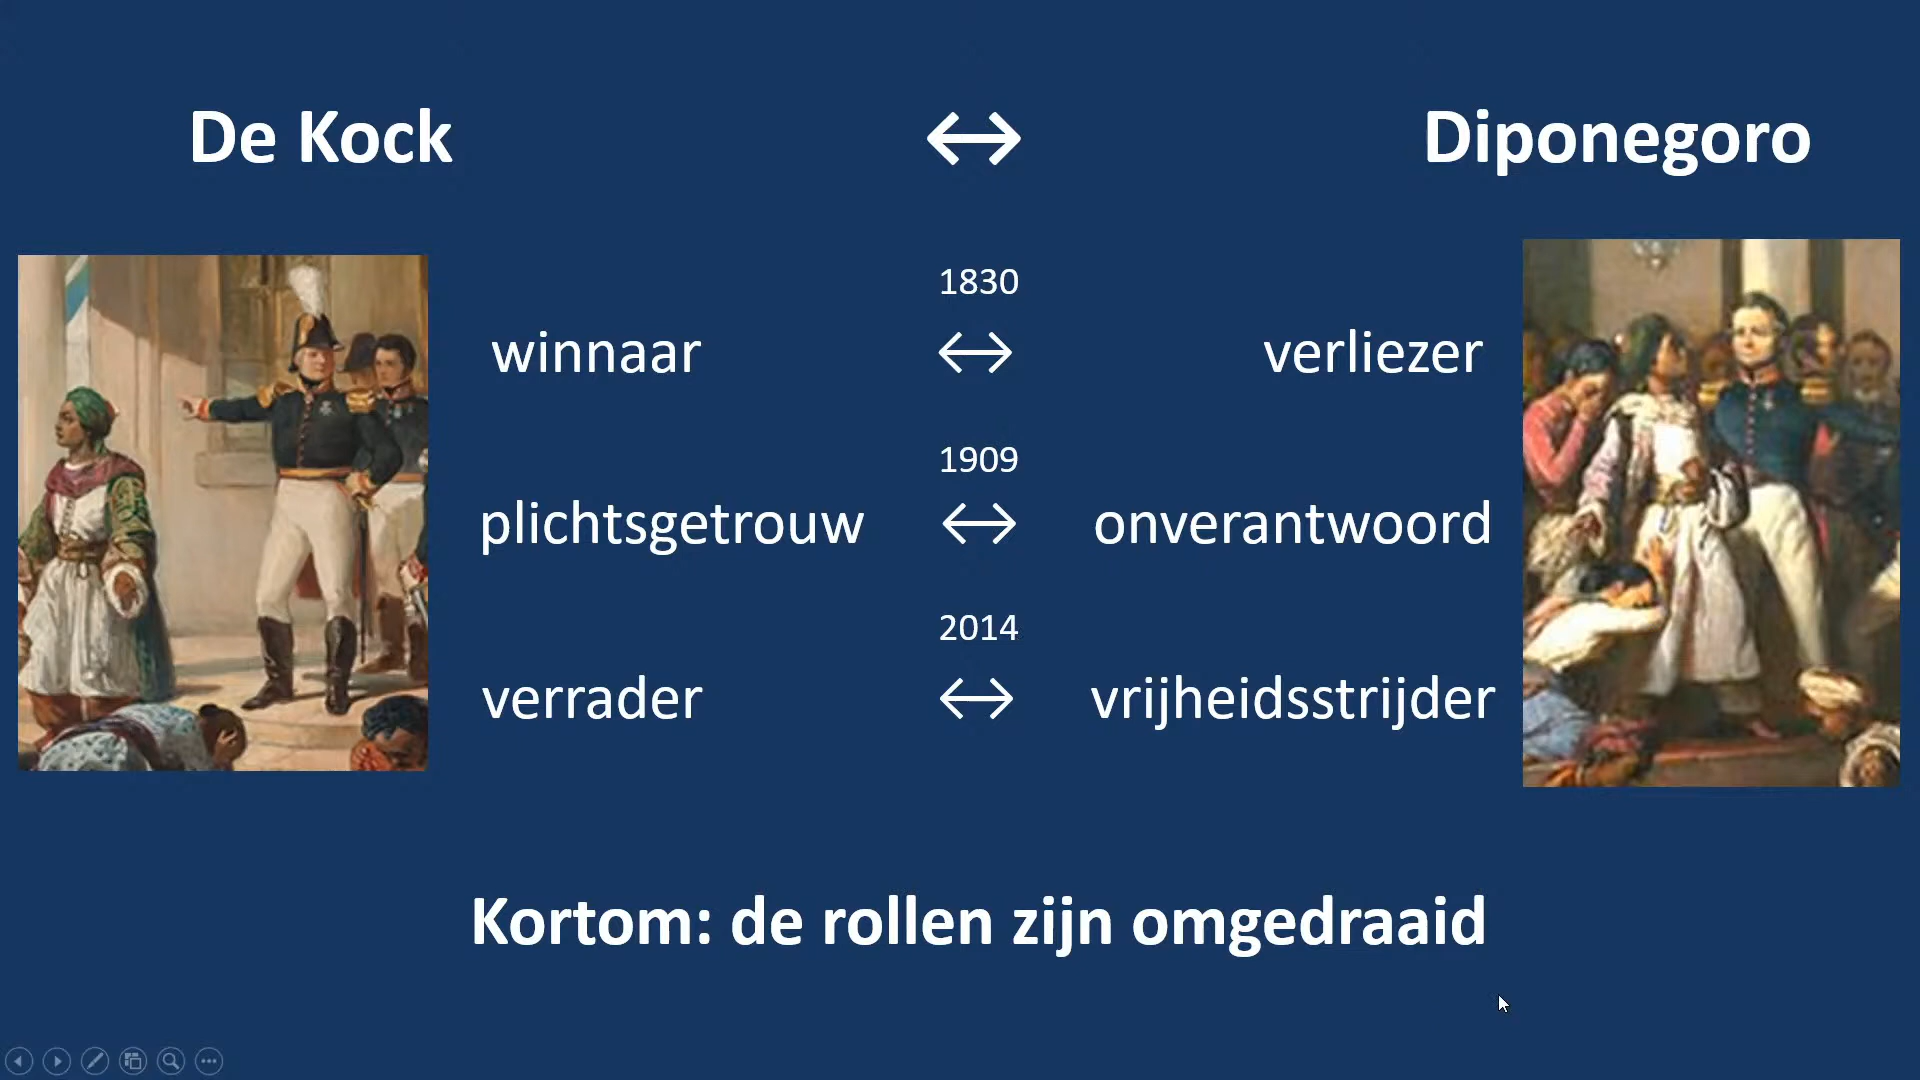 De Kock ↔ Diponegoro
1830
winnaar ↔ verliezer
1909
plichtsgetrouw ↔ onverantwoord
2014
verrader ↔ vrijheidsstrijder
Kortom: de rollen zijn omgedraaid